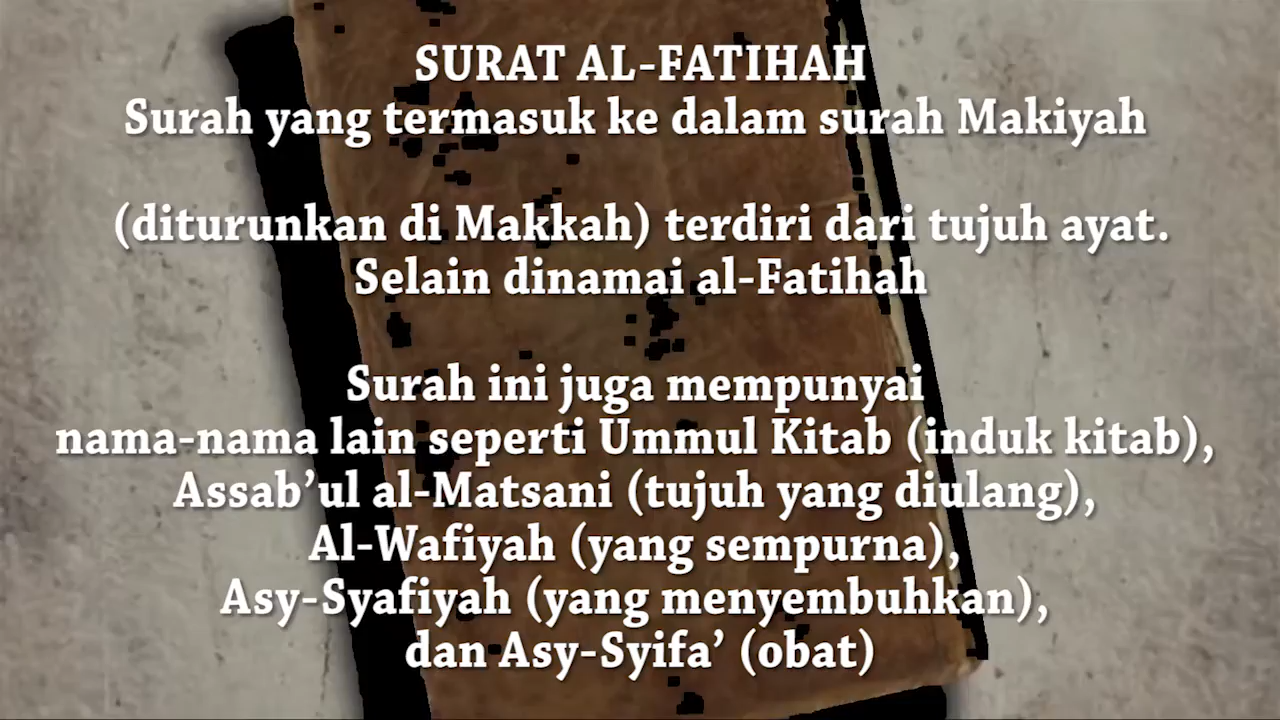 SURAT AL-FATIHAH
Surah yang termasuk ke dalam surah Makiyah
(diturunkan di Makkah) terdiri dari tujuh ayat.
Selain dinamai al-Fatihah
Surah ini juga mempunyai
nama-nama lain seperti Ummul Kitab (induk kitab),
Assab’ul al-Matsani (tujuh yang diulang),
Al-Wafiyah (yang sempurna),
Asy-Syafiyah (yang menyembuhkan),
dan Asy-Syifa’ (obat)